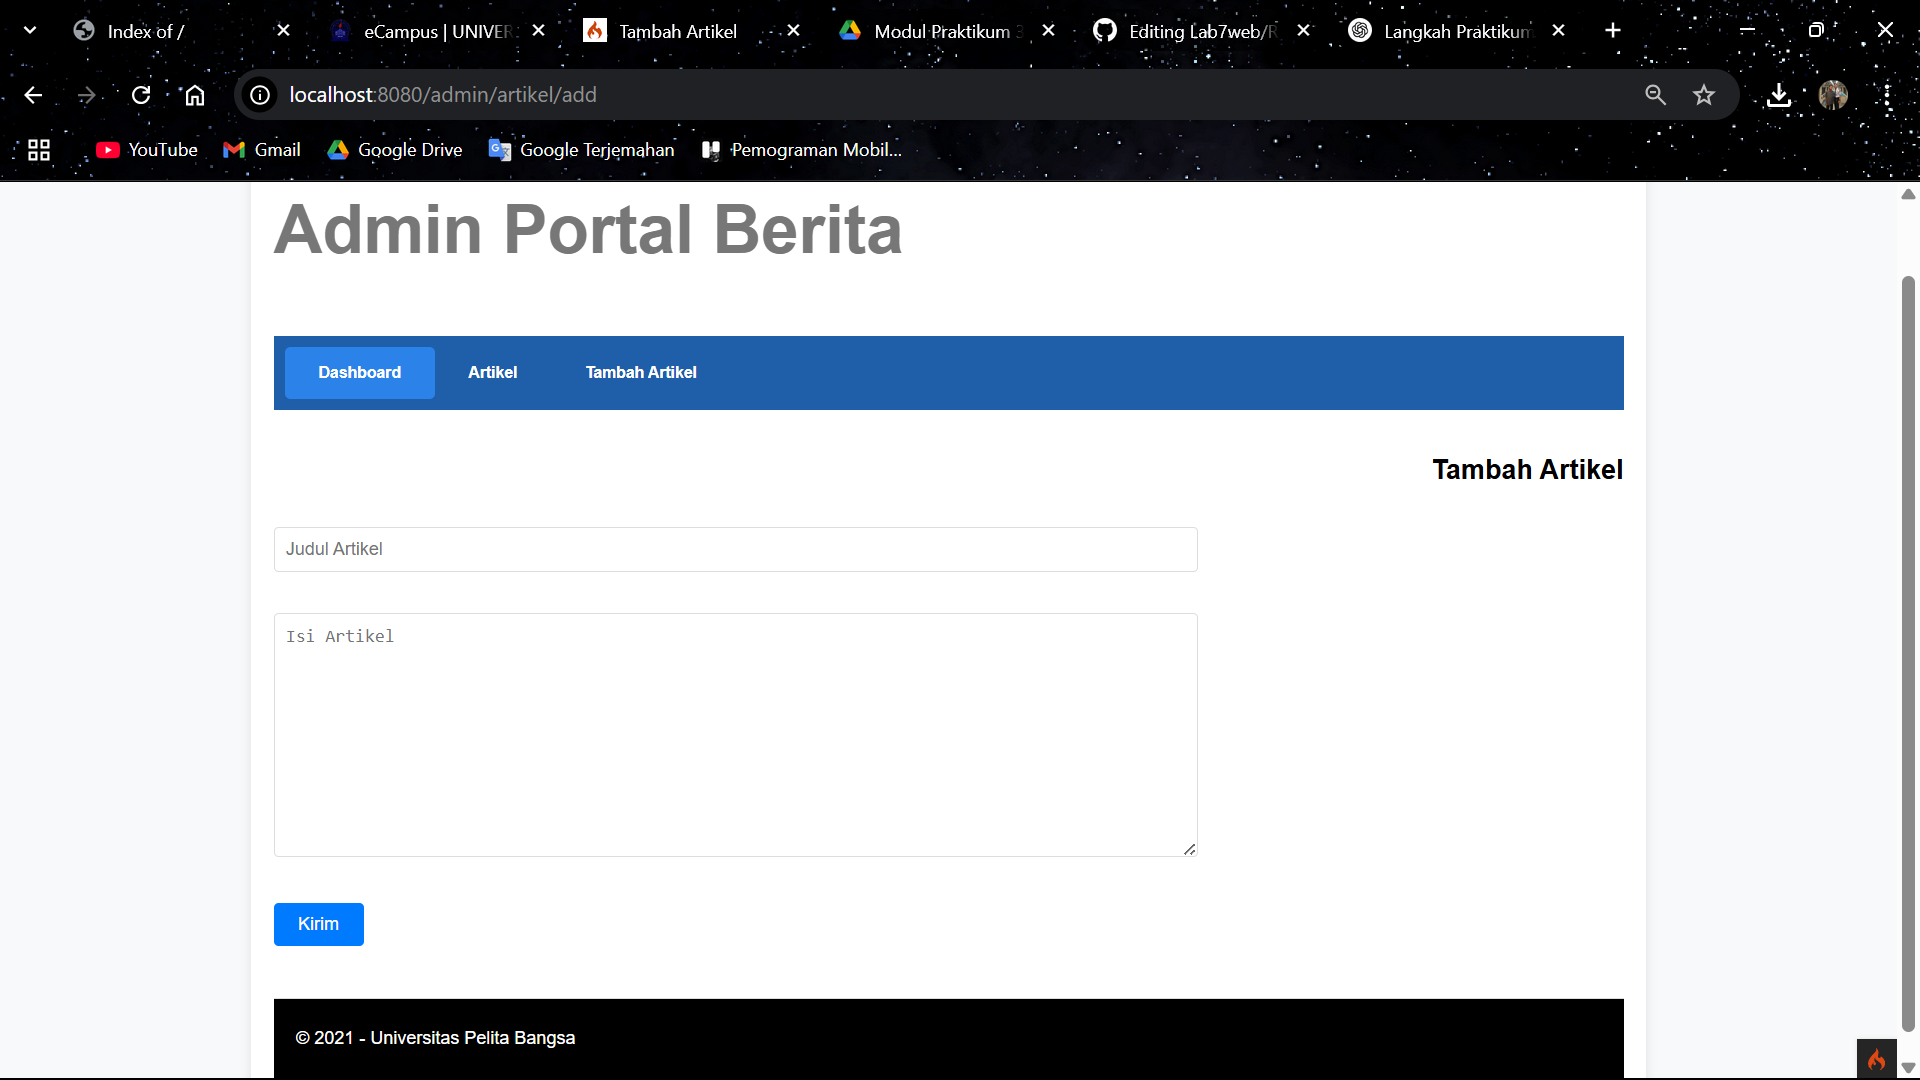 Index of /
eCampus | UNIVER
Tambah Artikel
Modul Praktikum 3
Editing Lab7web/R
Langkah Praktikum
localhost:8080/admin/artikel/add
YouTube
Gmail
Google Drive
Google Terjemahan
Pemograman Mobil...
Admin Portal Berita
Dashboard
Artikel
Tambah Artikel
Tambah Artikel
Judul Artikel
Isi Artikel
Kirim
© 2021 - Universitas Pelita Bangsa